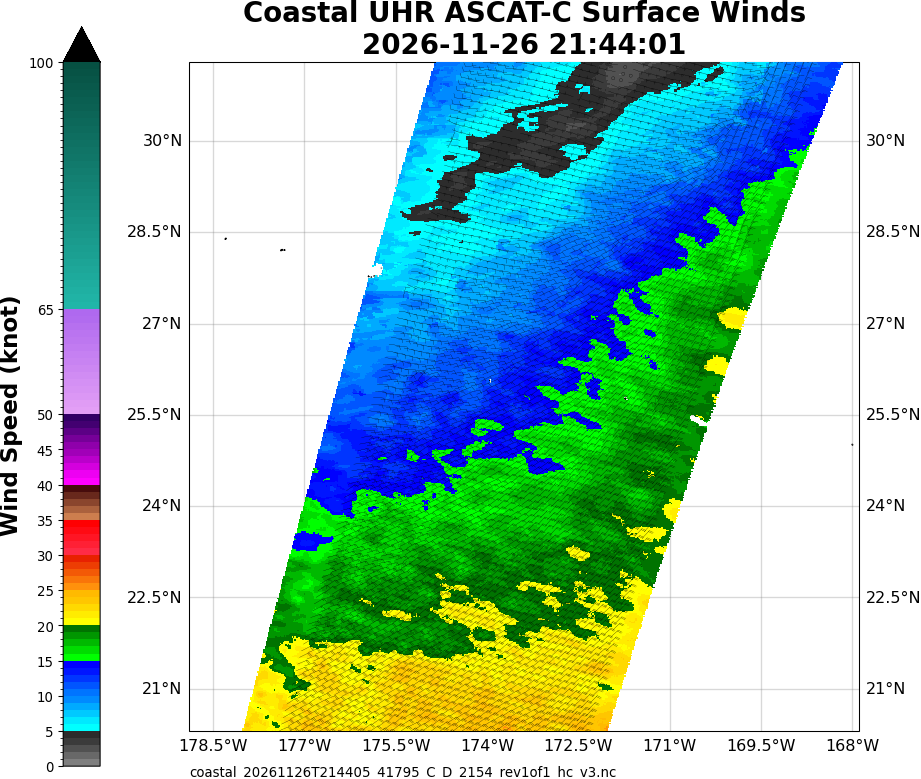 Coastal UHR ASCAT-C Surface Winds
2026-11-26 21:44:01
Wind Speed (knot)
100
65
50
45
40
35
30
25
20
15
10
5
0
30°N
28.5°N
27°N
25.5°N
24°N
22.5°N
21°N
30°N
28.5°N
27°N
25.5°N
24°N
22.5°N
21°N
178.5°W 177°W 175.5°W 174°W 172.5°W 171°W 169.5°W 168°W
coastal_20261126T214405_41795_C_D_2154_rev1of1_hc_v3.nc